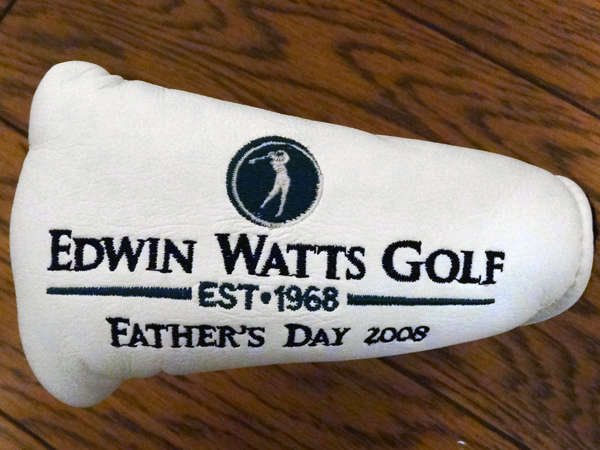 EDWIN WATTS GOLF
EST•1968
FATHER'S DAY 2008